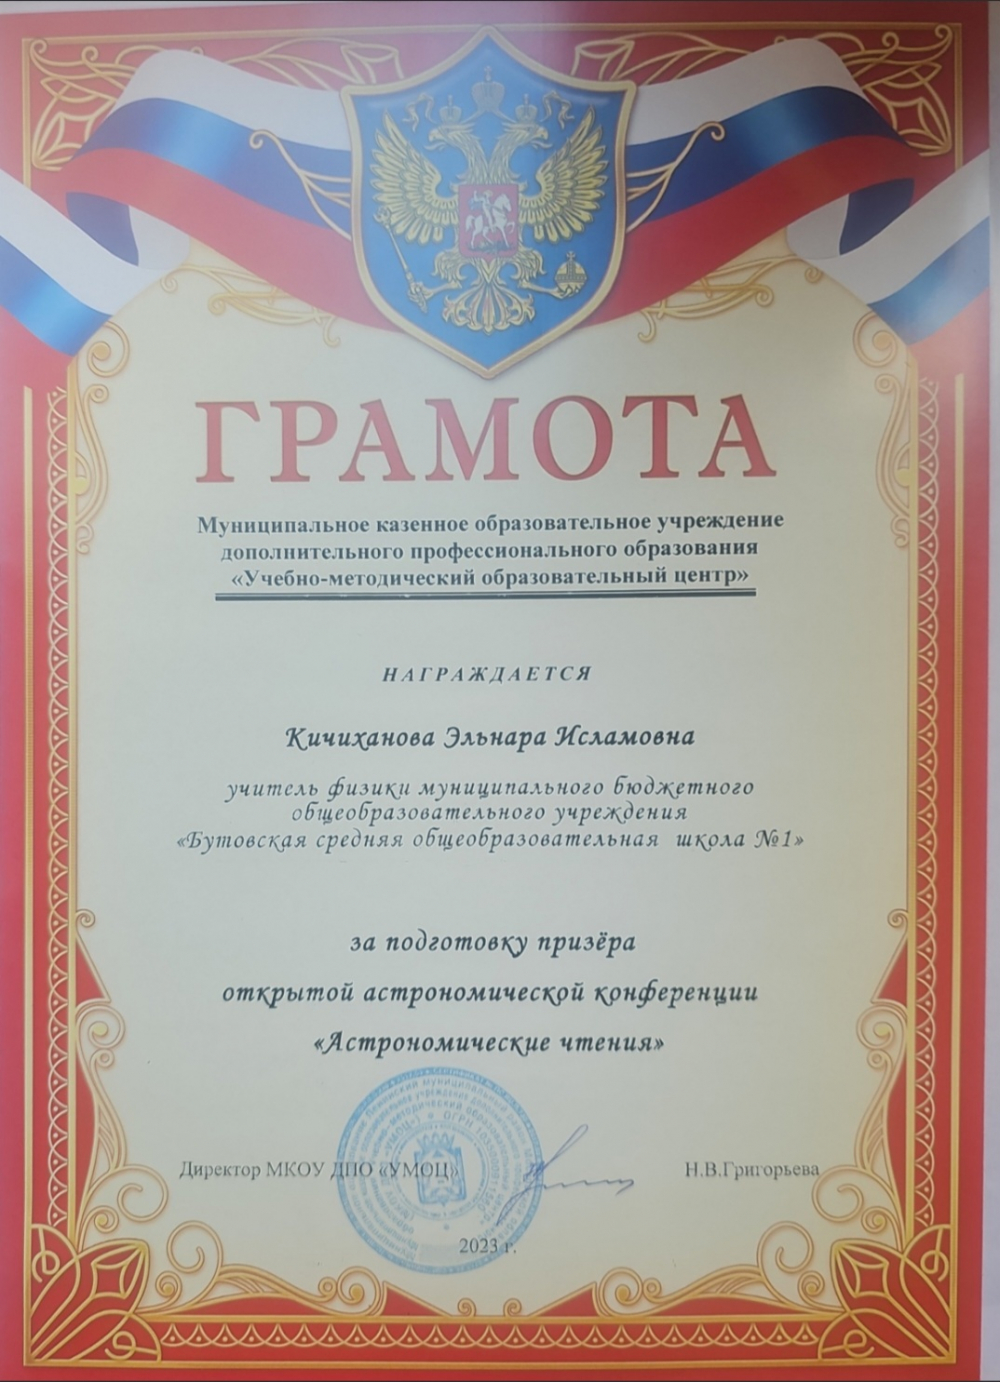 ГРАМОТА
Муниципальное казенное образовательное учреждение
дополнительного профессионального образования
«Учебно-методический образовательный центр»
НАГРАЖДАЕТСЯ
Кичиханова Эльнара Исламовна
учитель физики муниципального бюджетного
общеобразовательного учреждения
«Бутовская средняя общеобразовательная школа №1»
за подготовку призёра
открытой астрономической конференции
«Астрономические чтения»
Директор МКОУ ДПО «УМОЦ»
Н.В.Григорьева
2023 г.